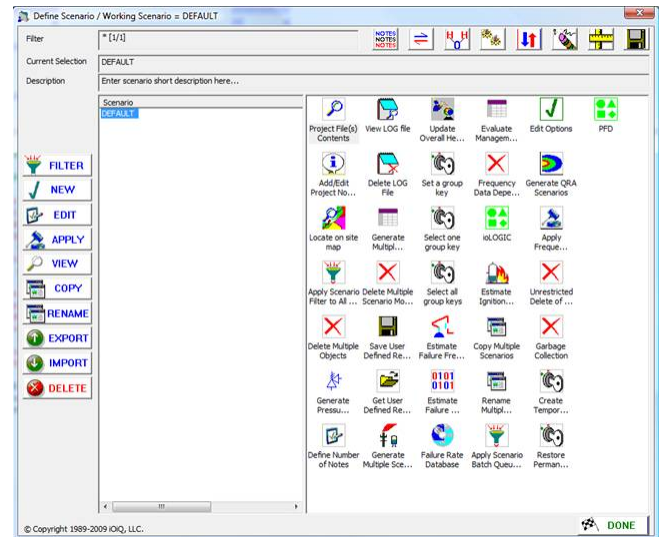 Define Scenario / Working Scenario = DEFAULT
Filter
* [1/1]
NOTES
NOTES
NOTES
H H
O
Current Selection
DEFAULT
Description
Enter scenario short description here...
Scenario
DEFAULT
FILTER
NEW
EDIT
APPLY
VIEW
COPY
RENAME
EXPORT
IMPORT
DELETE
Project File(s) Contents
View LOG file
Update Overall He...
Evaluate Managem...
Edit Options
PFD
Add/Edit Project No...
Delete LOG File
Set a group key
Frequency Data Depe...
Generate QRA Scenarios
Locate on site map
Generate Multipl...
Select one group key
ioLOGIC
Apply Freque...
Apply Scenario Filter to All ...
Delete Multiple Scenario Mo...
Select all group keys
Estimate Ignition...
Unrestricted Delete of ...
Delete Multiple Objects
Save User Defined Re...
Estimate Failure Fre...
Copy Multiple Scenarios
Garbage Collection
Generate Pressu...
Get User Defined Re...
0101
0101
Estimate Failure ...
Rename Multipl...
Create Tempor...
Define Number of Notes
Generate Multiple Sce...
Failure Rate Database
Apply Scenario Batch Queu...
Restore Perman...
© Copyright 1989-2009 iOiQ, LLC.
DONE